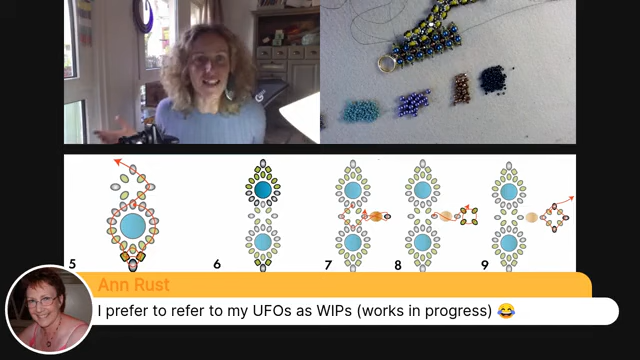 5
6
7
8
9
Ann Rust
I prefer to refer to my UFOs as WIPs (works in progress) 😂